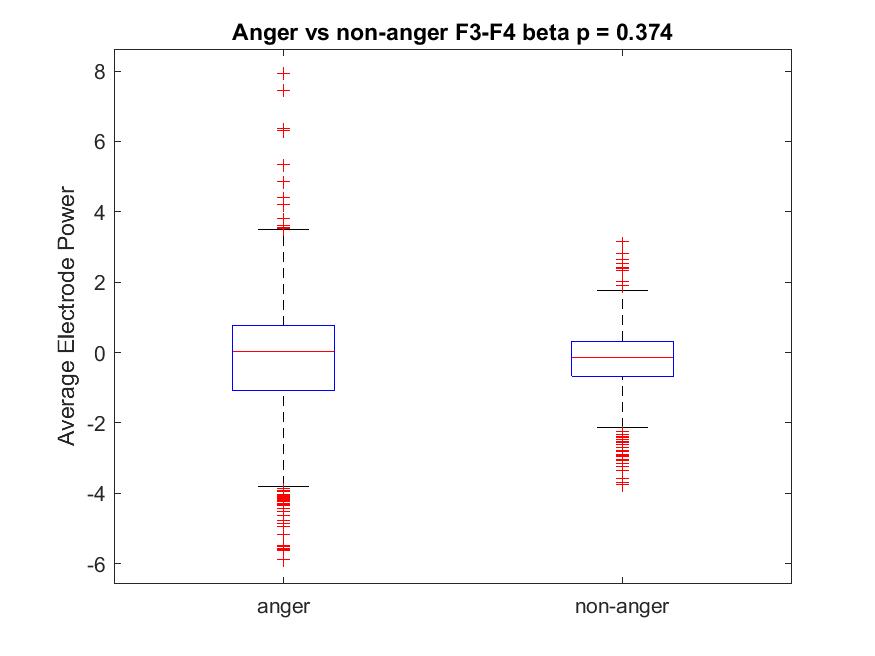 Anger vs non-anger F3-F4 beta p = 0.374
8
6
4
2
0
-2
-4
-6
Average Electrode Power
anger
non-anger